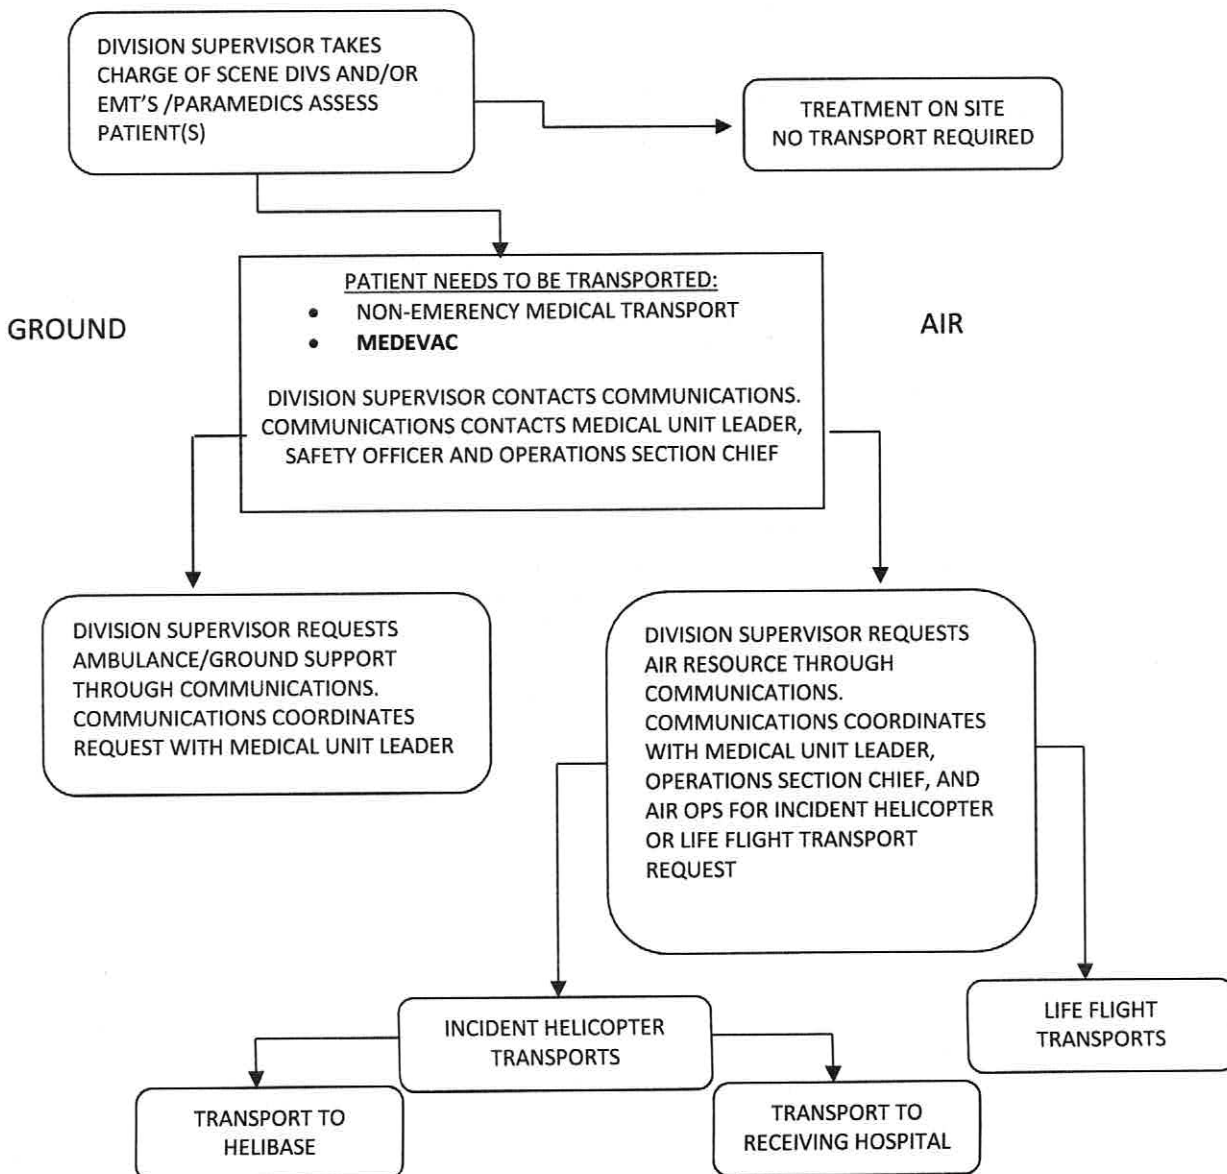 DIVISION SUPERVISOR TAKES
CHARGE OF SCENE DIVS AND/OR
EMT'S /PARAMEDICS ASSESS
PATIENT(S)
TREATMENT ON SITE
NO TRANSPORT REQUIRED
GROUND
PATIENT NEEDS TO BE TRANSPORTED:
• NON-EMERENCY MEDICAL TRANSPORT
• MEDEVAC
DIVISION SUPERVISOR CONTACTS COMMUNICATIONS.
COMMUNICATIONS CONTACTS MEDICAL UNIT LEADER,
SAFETY OFFICER AND OPERATIONS SECTION CHIEF
AIR
DIVISION SUPERVISOR REQUESTS
AMBULANCE/GROUND SUPPORT
THROUGH COMMUNICATIONS.
COMMUNICATIONS COORDINATES
REQUEST WITH MEDICAL UNIT LEADER
DIVISION SUPERVISOR REQUESTS
AIR RESOURCE THROUGH
COMMUNICATIONS.
COMMUNICATIONS COORDINATES
WITH MEDICAL UNIT LEADER,
OPERATIONS SECTION CHIEF, AND
AIR OPS FOR INCIDENT HELICOPTER
OR LIFE FLIGHT TRANSPORT
REQUEST
INCIDENT HELICOPTER
TRANSPORTS
LIFE FLIGHT
TRANSPORTS
TRANSPORT TO
HELIBASE
TRANSPORT TO
RECEIVING HOSPITAL